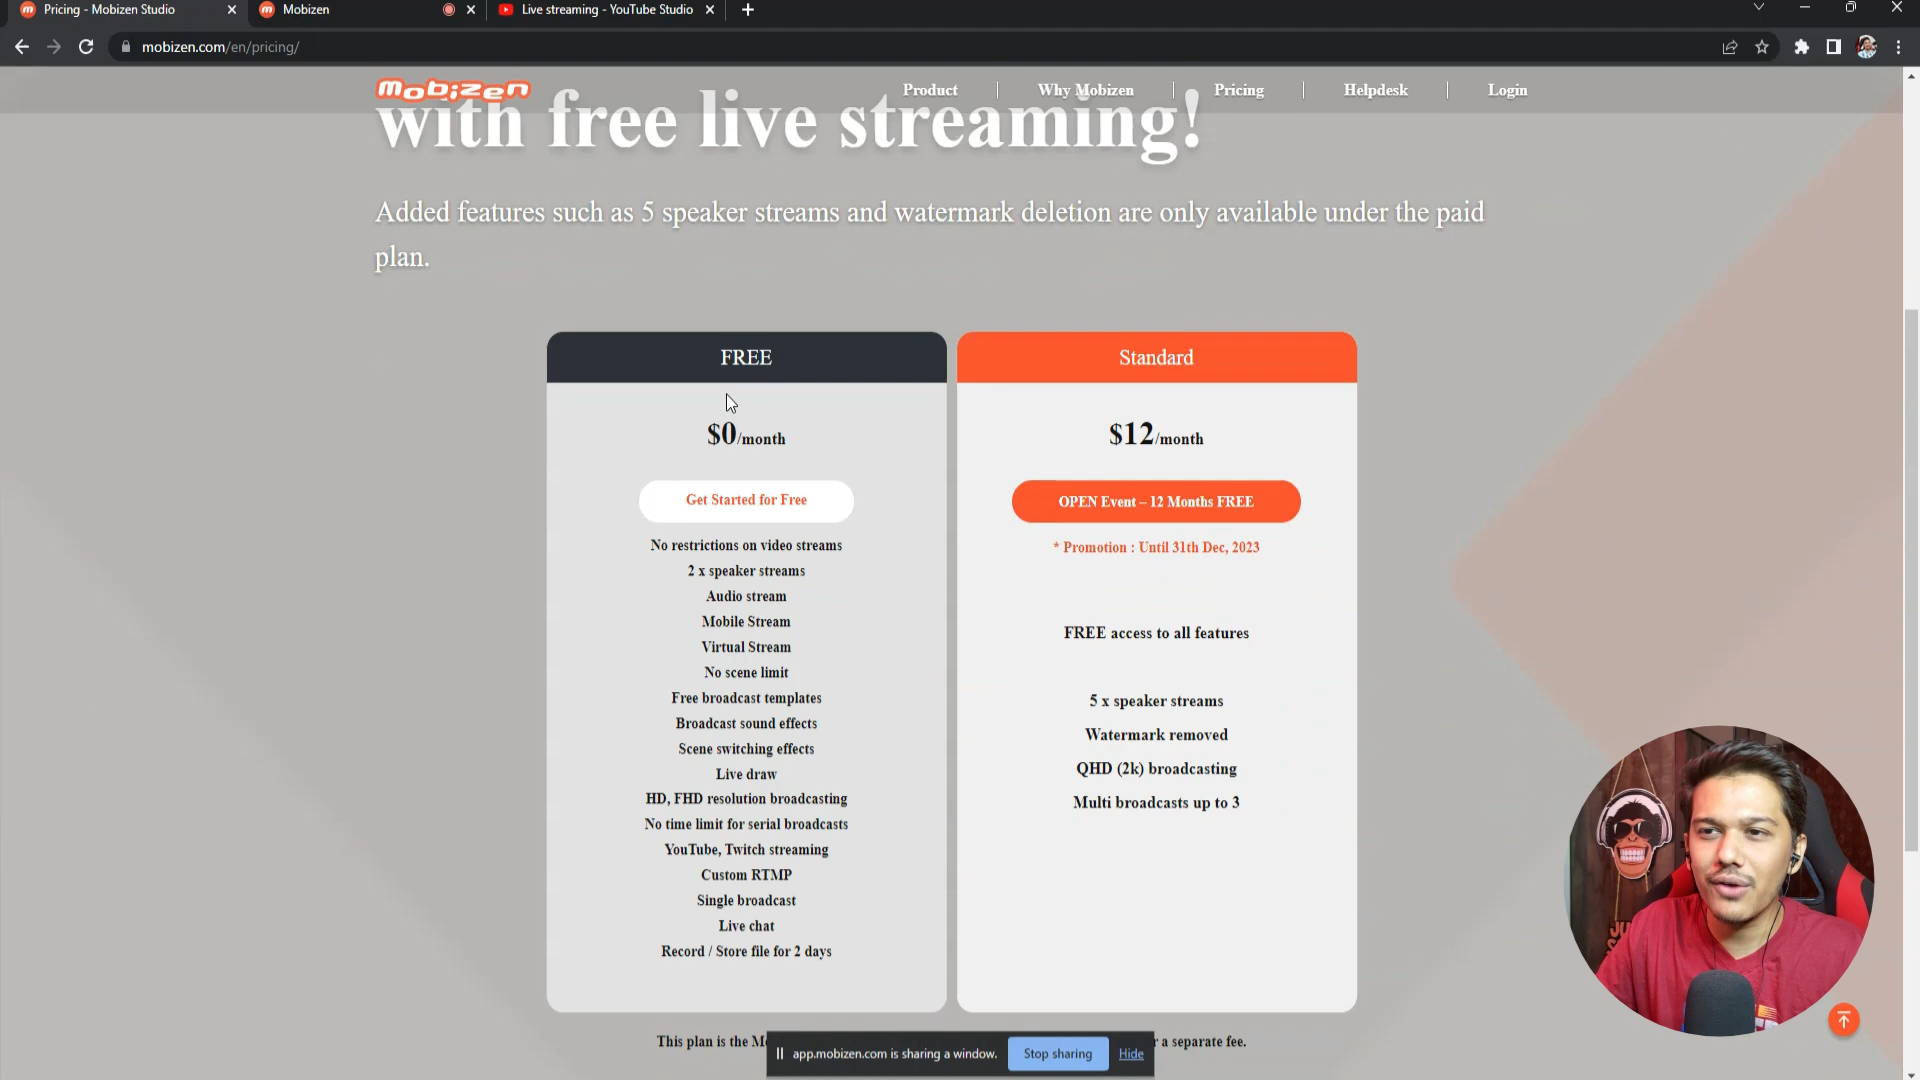 Pricing - Mobizen Studio
Mobizen
Live streaming - YouTube Studio
mobizen.com/en/pricing/
mobizen
Product
Why Mobizen
Pricing
Helpdesk
Login
with free live streaming!
Added features such as 5 speaker streams and watermark deletion are only available under the paid
plan.
FREE
$0/month
Get Started for Free
No restrictions on video streams
2 x speaker streams
Audio stream
Mobile Stream
Virtual Stream
No scene limit
Free broadcast templates
Broadcast sound effects
Scene switching effects
Live draw
HD, FHD resolution broadcasting
No time limit for serial broadcasts
YouTube, Twitch streaming
Custom RTMP
Single broadcast
Live chat
Record / Store file for 2 days
Standard
$12/month
OPEN Event – 12 Months FREE
* Promotion : Until 31th Dec, 2023
FREE access to all features
5 x speaker streams
Watermark removed
QHD (2k) broadcasting
Multi broadcasts up to 3
This plan is the
a separate fee.
app.mobizen.com is sharing a window.
Stop sharing
Hide